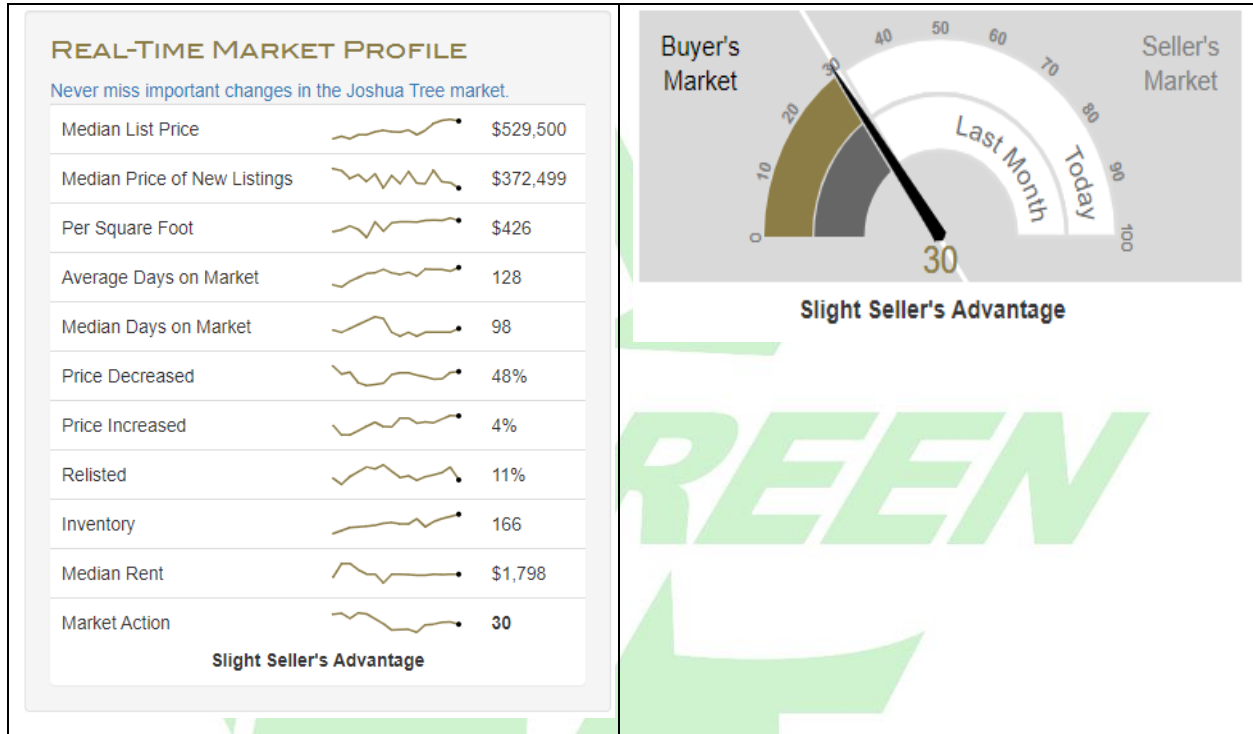 REAL-TIME MARKET PROFILE
Never miss important changes in the Joshua Tree market.
Median List Price $529,500
Median Price of New Listings $372,499
Per Square Foot $426
Average Days on Market 128
Median Days on Market 98
Price Decreased 48%
Price Increased 4%
Relisted 11%
Inventory 166
Median Rent $1,798
Market Action 30
Slight Seller's Advantage
Buyer's
Market
Seller's
Market
0
10
20
30
40
50
60
70
80
90
100
Last Month
Today
30
Slight Seller's Advantage
REEN